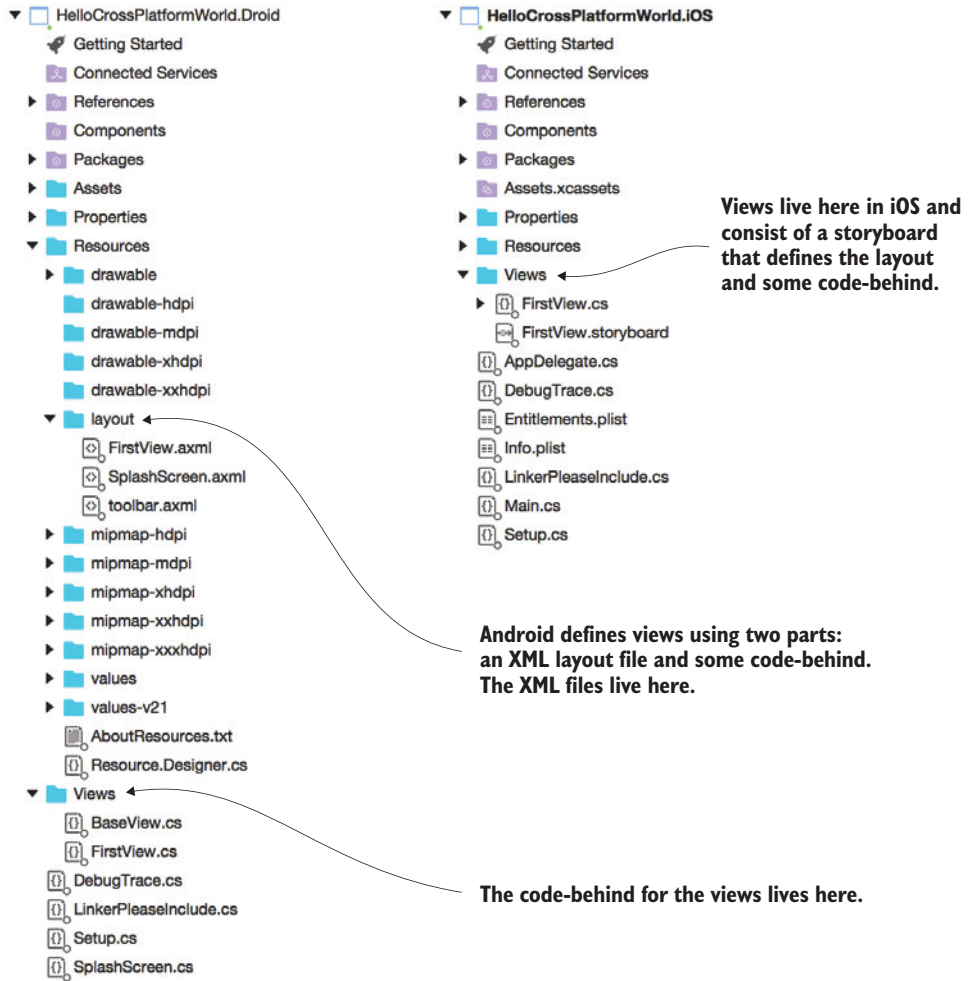 HelloCrossPlatformWorld.Droid
Getting Started
Connected Services
References
Components
Packages
Assets
Properties
Resources
drawable
drawable-hdpi
drawable-mdpi
drawable-xhdpi
drawable-xxhdpi
layout
FirstView.axml
SplashScreen.axml
toolbar.axml
mipmap-hdpi
mipmap-mdpi
mipmap-xhdpi
mipmap-xxhdpi
mipmap-xxxhdpi
values
values-v21
AboutResources.txt
Resource.Designer.cs
Views
BaseView.cs
FirstView.cs
DebugTrace.cs
LinkerPleaseInclude.cs
Setup.cs
SplashScreen.cs
HelloCrossPlatformWorld.iOS
Getting Started
Connected Services
References
Components
Packages
Assets.xcassets
Properties
Resources
Views
FirstView.cs
FirstView.storyboard
AppDelegate.cs
DebugTrace.cs
Entitlements.plist
Info.plist
LinkerPleaseInclude.cs
Main.cs
Setup.cs
Views live here in iOS and
consist of a storyboard
that defines the layout
and some code-behind.
Android defines views using two parts:
an XML layout file and some code-behind.
The XML files live here.
The code-behind for the views lives here.